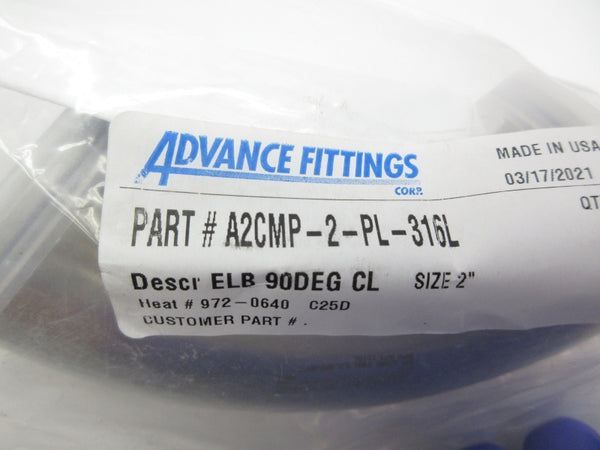 ADVANCE FITTINGS
CORP.
MADE IN USA
03/17/2021
QT
PART # A2CMP-2-PL-316L
Descr ELB 90DEG CL SIZE 2"
Heat # 972-0640 C25D
CUSTOMER PART # .